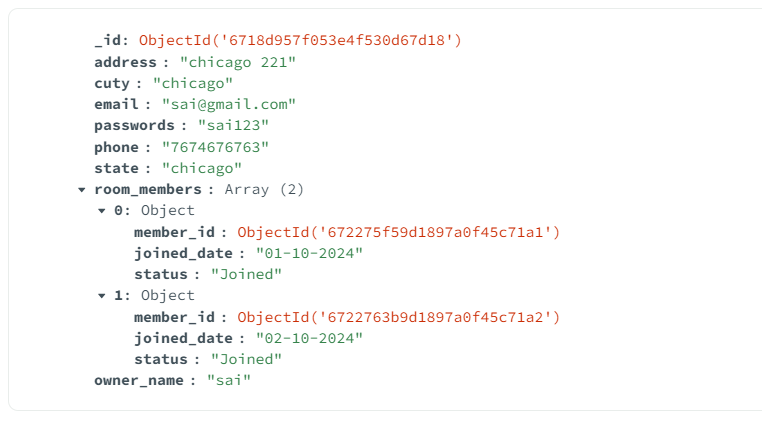 _id: ObjectId('6718d957f053e4f530d67d18')
address : "chicago 221"
cuty : "chicago"
email : "sai@gmail.com"
passwords : "sai123"
phone : "7674676763"
state : "chicago"
room_members : Array (2)
0: Object
member_id : ObjectId('672275f59d1897a0f45c71a1')
joined_date : "01-10-2024"
status : "Joined"
1: Object
member_id : ObjectId('6722763b9d1897a0f45c71a2')
joined_date : "02-10-2024"
status : "Joined"
owner_name : "sai"